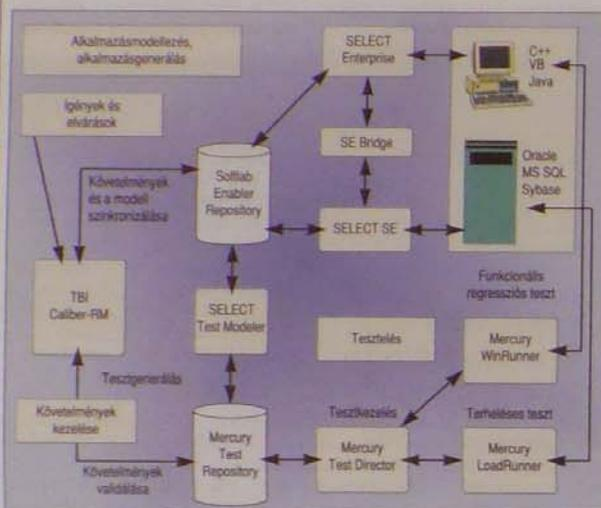 Alkalmazásmodellezés,
alkalmazásgenerálás
SELECT
Enterprise
C++
VB
Java
Igények és
elvárások
SE Bridge
Követelmények
és a modell
szinkronizálása
Softlab
Enabler
Repository
Oracle
MS SQL
Sybase
SELECT SE
TBI
Caliber-RM
SELECT
Test Modeler
Funkcionális
regressziós teszt
Tesztelés
Mercury
WinRunner
Tesztgenerálás
Követelmények
kezelése
Követelmények
validálása
Mercury
Test
Repository
Tesztkezelés
Mercury
Test Director
Terheléses teszt
Mercury
LoadRunner